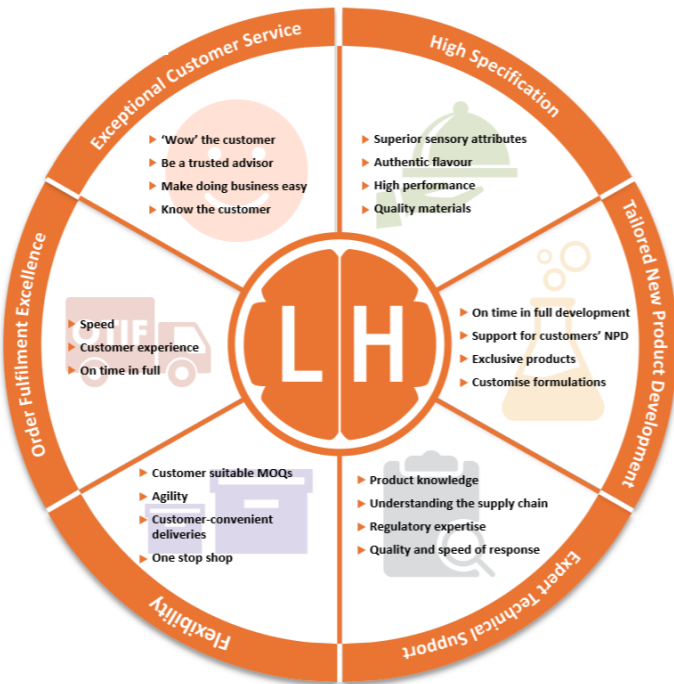 Exceptional Customer Service
‘Wow’ the customer
Be a trusted advisor
Make doing business easy
Know the customer
High Specification
Superior sensory attributes
Authentic flavour
High performance
Quality materials
Tailored New Product Development
On time in full development
Support for customers’ NPD
Exclusive products
Customise formulations
Expert Technical Support
Product knowledge
Understanding the supply chain
Regulatory expertise
Quality and speed of response
Flexibility
Customer suitable MOQs
Agility
Customer-convenient
deliveries
One stop shop
Order Fulfilment Excellence
OTIF
Speed
Customer experience
On time in full
LH